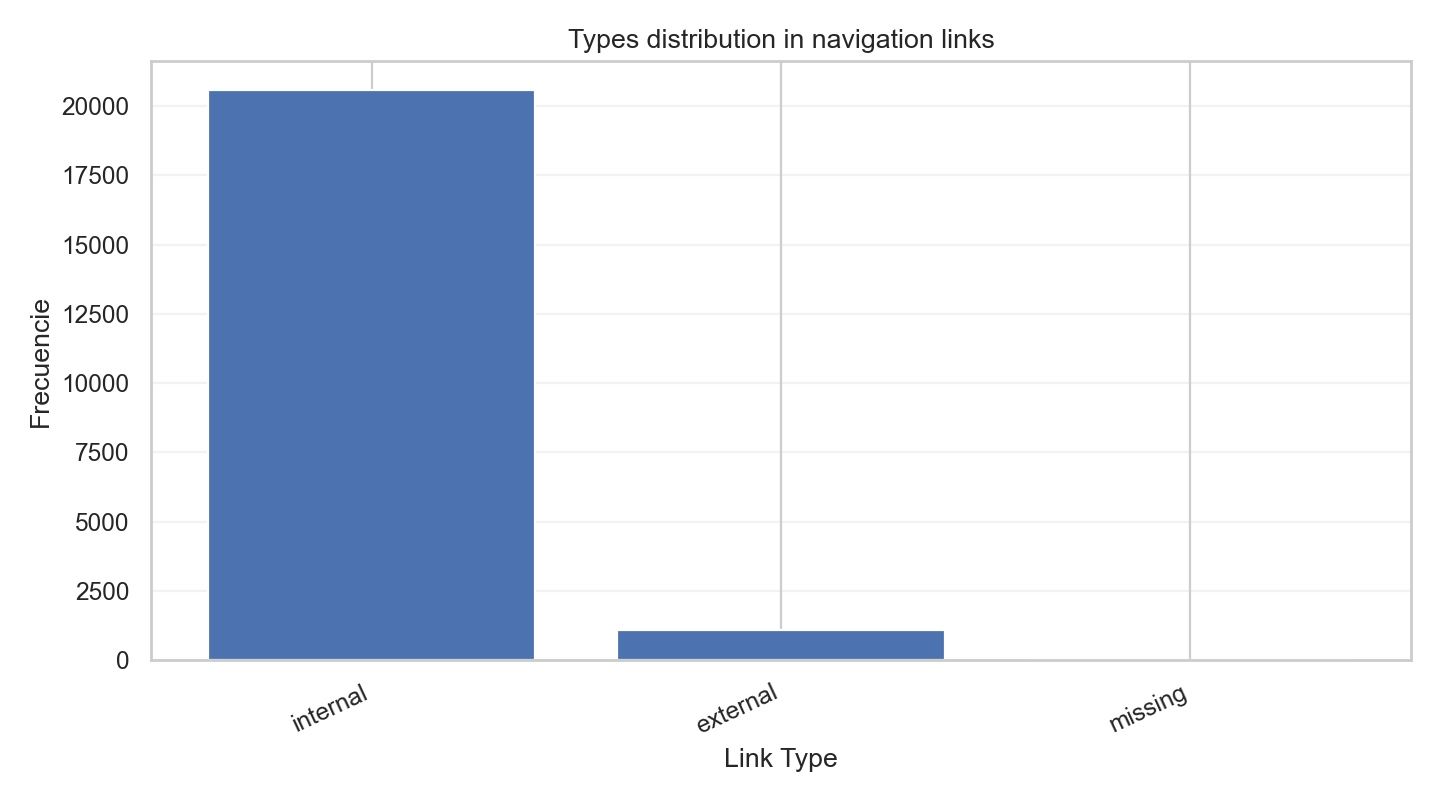 Types distribution in navigation links
20000
17500
15000
12500
10000
7500
5000
2500
0
Frecuencie
internal
external
missing
Link Type